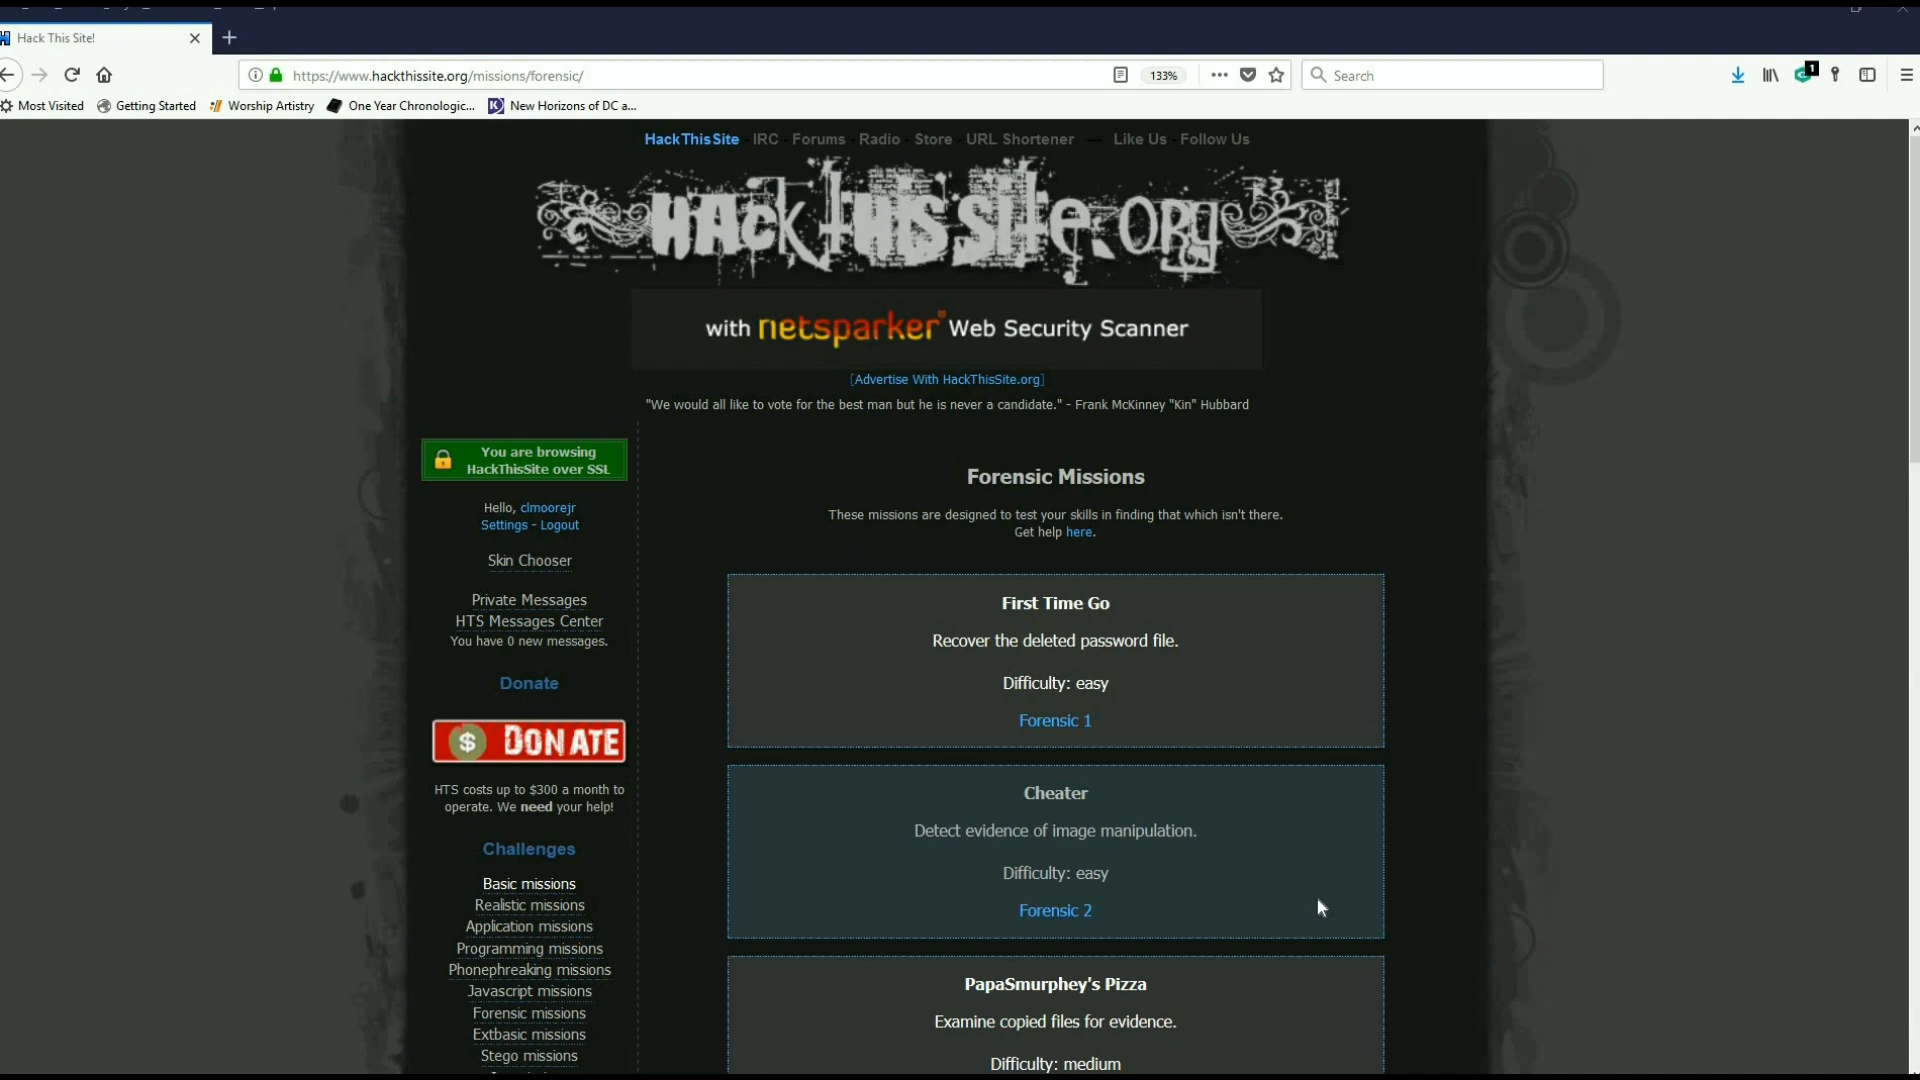 Hack This Site!
https://www.hackthissite.org/missions/forensic/
133%
Search
1
Most Visited
Getting Started
Worship Artistry
One Year Chronologic...
New Horizons of DC a...
HackThisSite IRC Forums Radio Store URL Shortener — Like Us Follow Us
HackThisSite.org
with netsparker Web Security Scanner
[Advertise With HackThisSite.org]
"We would all like to vote for the best man but he is never a candidate." - Frank McKinney "Kin" Hubbard
You are browsing
HackThisSite over SSL
Hello, clmoorejr
Settings - Logout
Skin Chooser
Private Messages
HTS Messages Center
You have 0 new messages.
Donate
$ DONATE
HTS costs up to $300 a month to
operate. We need your help!
Challenges
Basic missions
Realistic missions
Application missions
Programming missions
Phonephreaking missions
Javascript missions
Forensic missions
Extbasic missions
Stego missions
Forensic Missions
These missions are designed to test your skills in finding that which isn't there.
Get help here.
First Time Go
Recover the deleted password file.
Difficulty: easy
Forensic 1
Cheater
Detect evidence of image manipulation.
Difficulty: easy
Forensic 2
PapaSmurphey's Pizza
Examine copied files for evidence.
Difficulty: medium